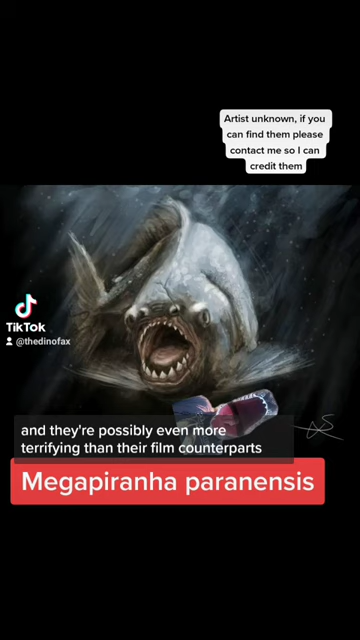 Artist unknown, if you
can find them please
contact me so I can
credit them
TikTok
@thedinofax
and they're possibly even more
terrifying than their film counterparts
Megapiranha paranensis